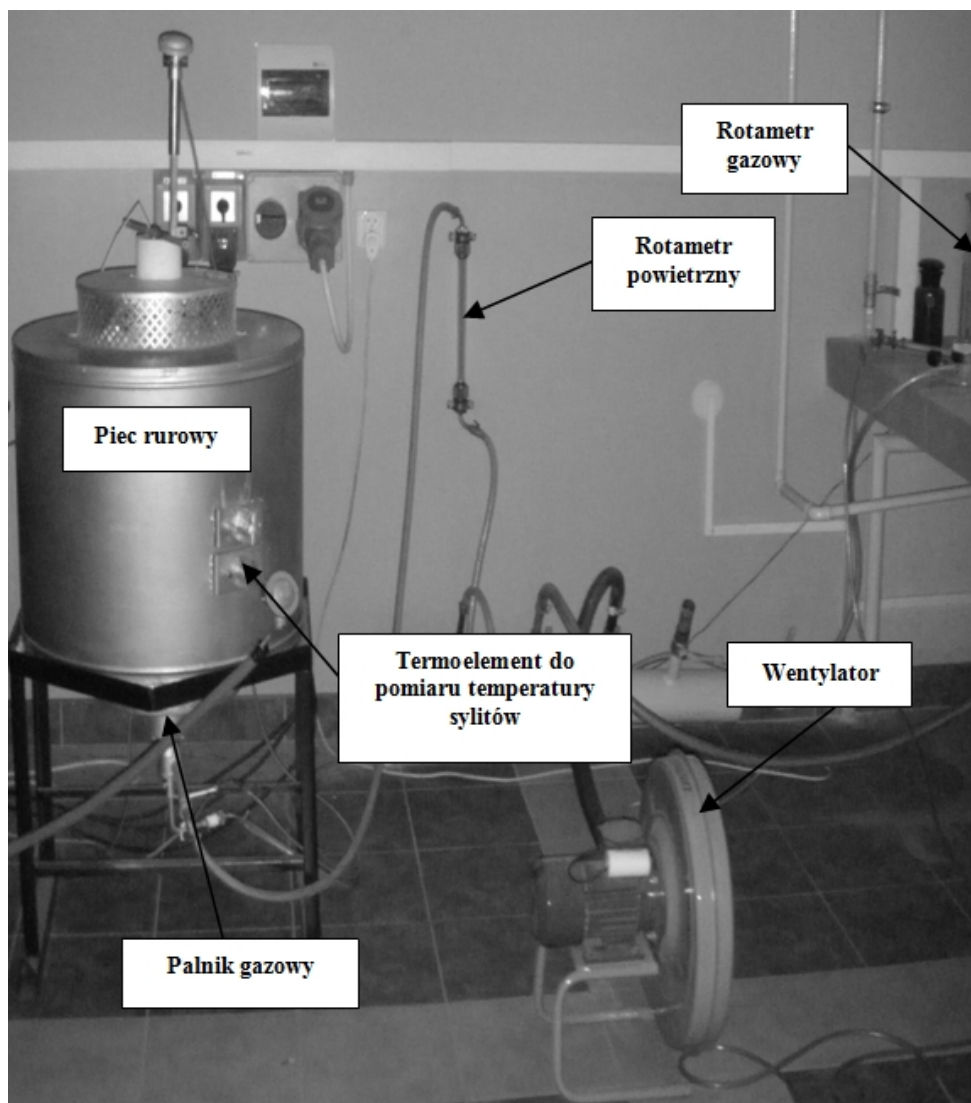 Rotametr
gazowy
Rotametr
powietrzny
Piec rurowy
Termoelement do
pomiaru temperatury
sylitów
Wentylator
Palnik gazowy